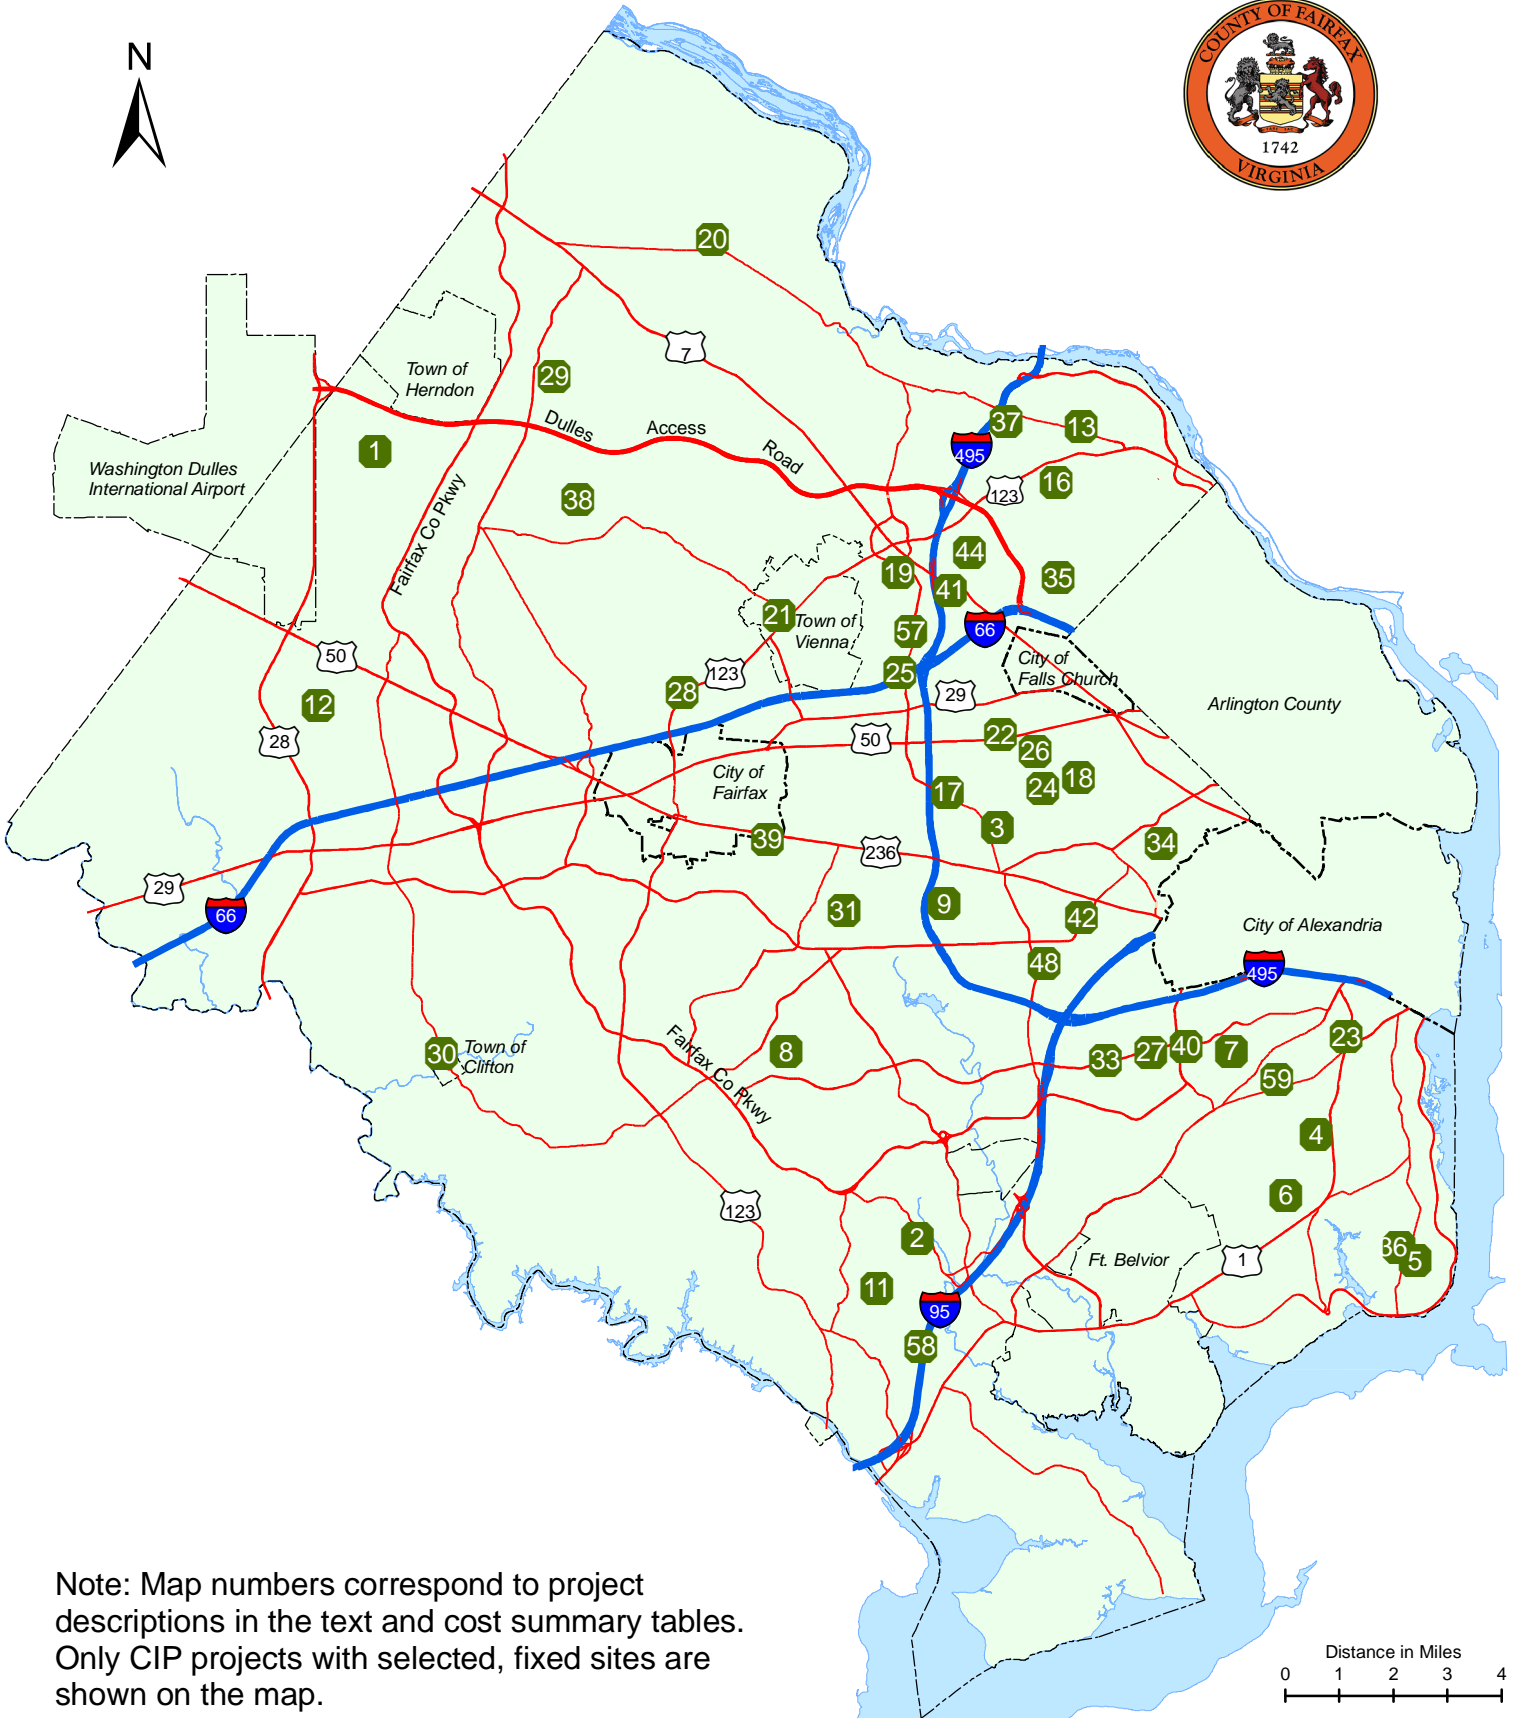 COUNTY OF FAIRFAX
1742
VIRGINIA
N
20
7
Town of
Herndon
29
Dulles
Access
Road
37
13
495
1
Washington Dulles
International Airport
123
16
38
Fairfax Co Pkwy
44
19
35
41
21
Town of
Vienna
57
66
50
City of
Falls Church
123
25
28
29
12
Arlington County
28
50
22
26
City of
Fairfax
24
18
17
3
39
236
34
29
66
31
9
42
City of Alexandria
48
495
30
Town of
Clifton
Fairfax Co Pkwy
8
33
27
40
7
23
59
4
6
123
2
36
5
Ft. Belvior
1
11
95
58
Note: Map numbers correspond to project
descriptions in the text and cost summary tables.
Only CIP projects with selected, fixed sites are
shown on the map.
Distance in Miles
0 1 2 3 4